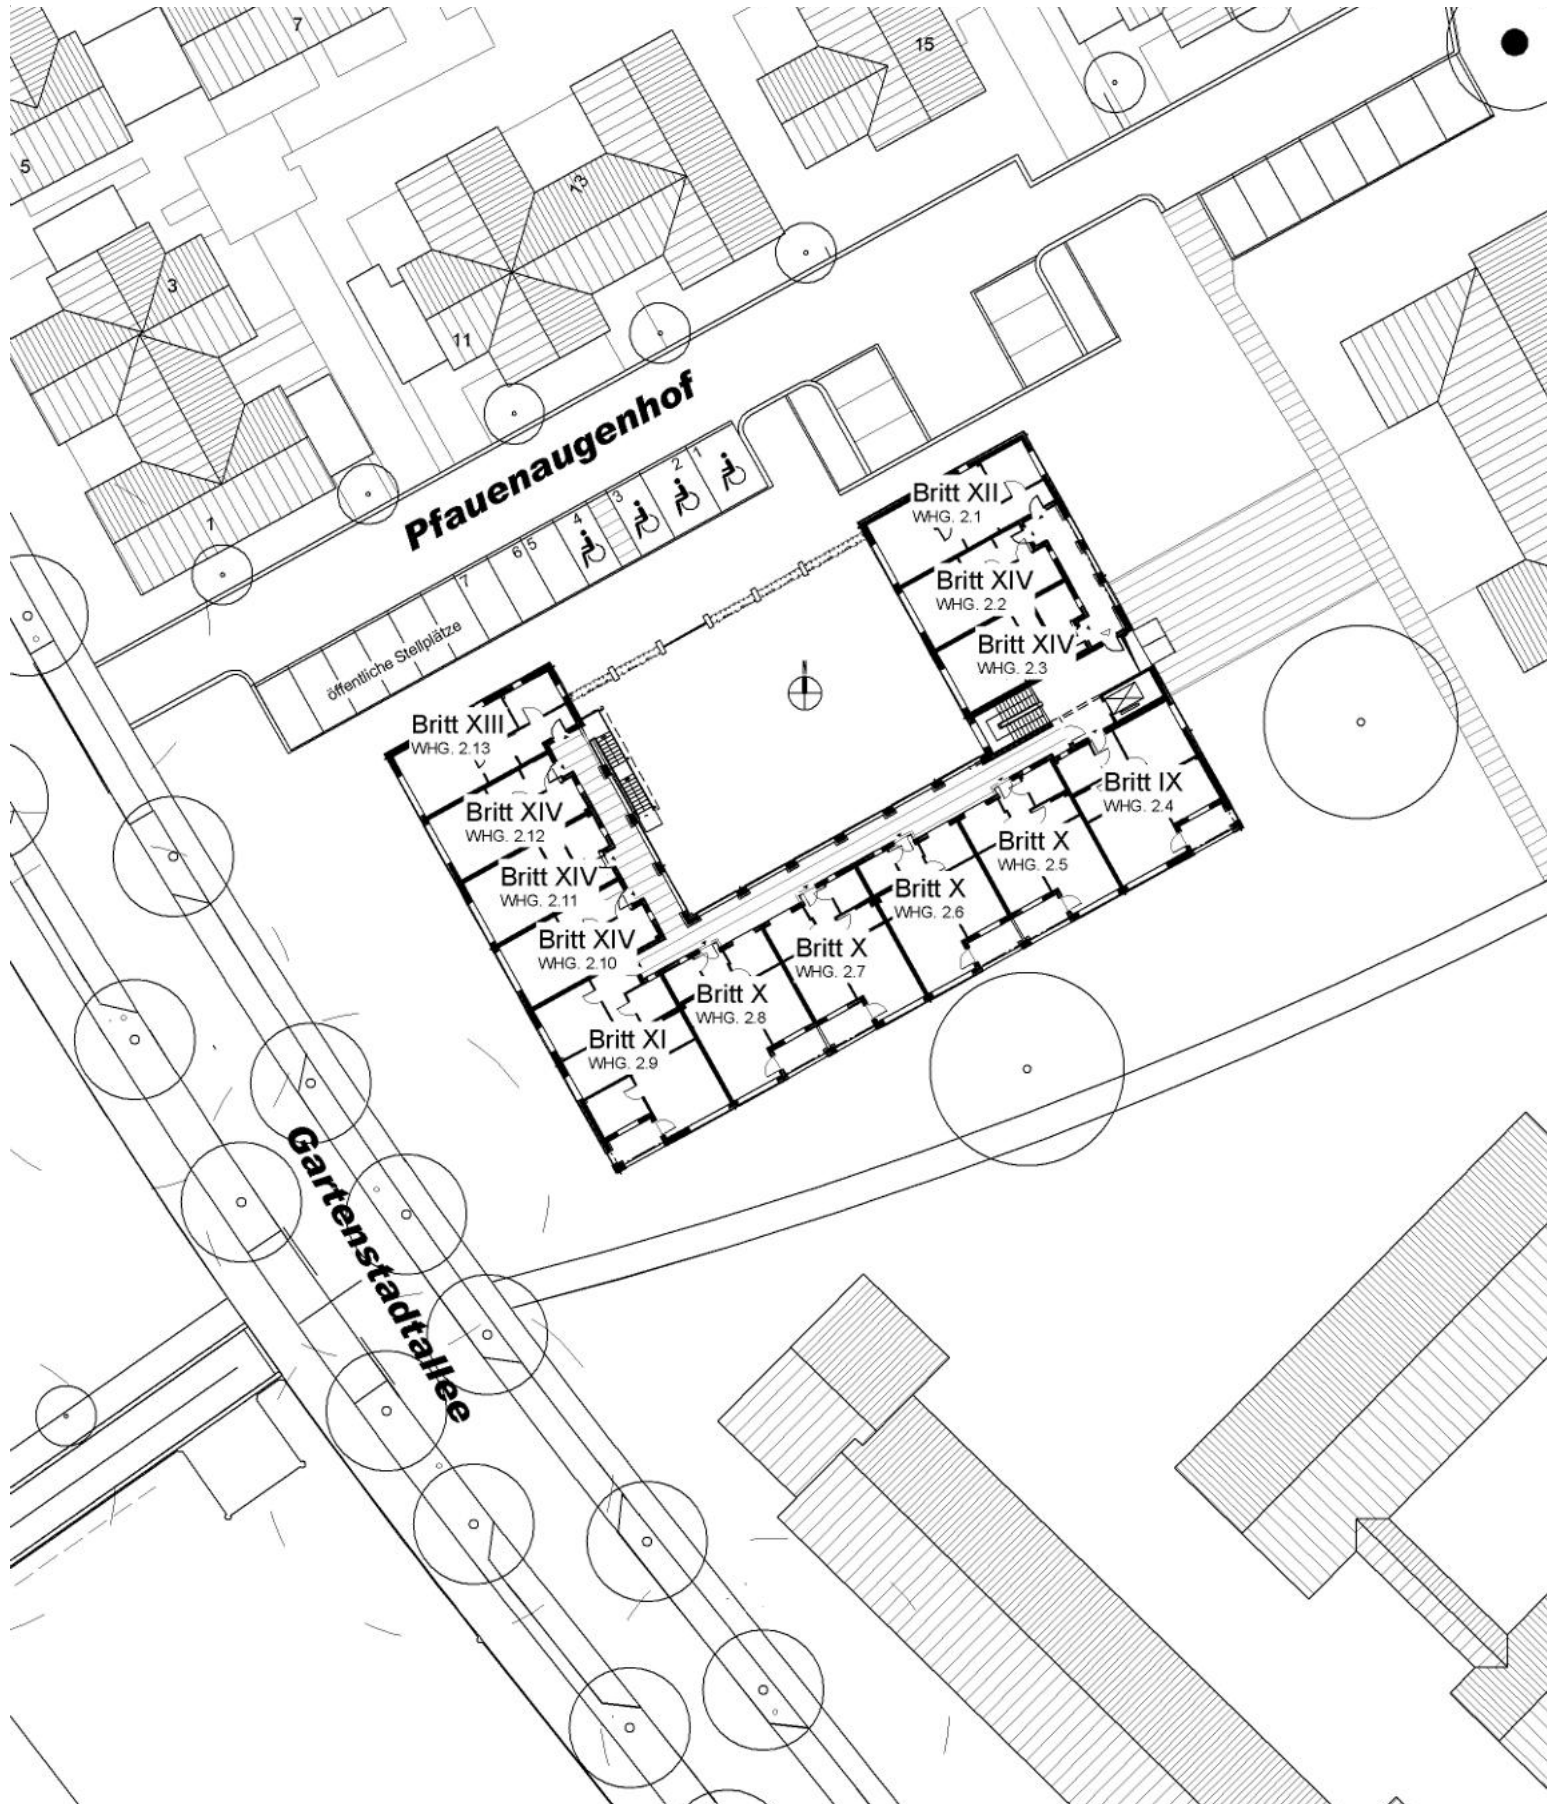 7
15
5
13
3
11
1
Pfauenaugenhof
1
2
3
4
5
6
7
öffentliche Stellplätze
N
Britt XII
WHG. 2.1
Britt XIV
WHG. 2.2
Britt XIV
WHG. 2.3
Britt IX
WHG. 2.4
Britt X
WHG. 2.5
Britt X
WHG. 2.6
Britt X
WHG. 2.7
Britt X
WHG. 2.8
Britt XI
WHG. 2.9
Britt XIV
WHG. 2.10
Britt XIV
WHG. 2.11
Britt XIV
WHG. 2.12
Britt XIII
WHG. 2.13
Gartenstadtallee